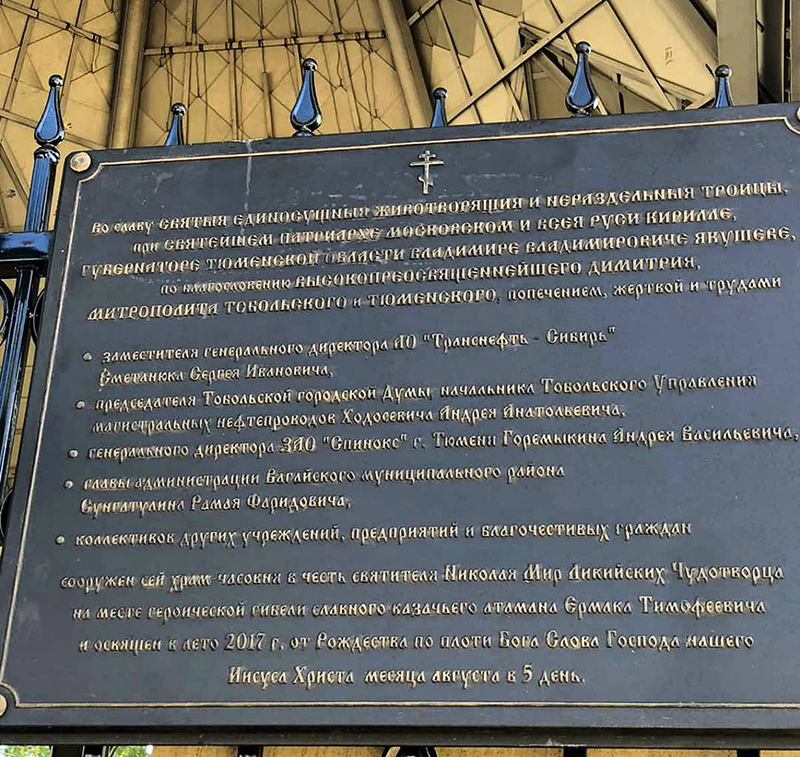 Во славу СВЯТЫЯ ЕДИНОСУЩНЫЯ ЖИВОТВОРЯЩИЯ И НЕРАЗДЕЛЬНЫЯ ТРОИЦЫ,
при СВЯТЕЙШЕМ ПАТРИАРХЕ МОСКОВСКОМ И ВСЕЯ РУСИ КИРИЛЛЕ,
ГУБЕРНАТОРЕ ТЮМЕНСКОЙ ОБЛАСТИ ВЛАДИМИРЕ ВЛАДИМИРОВИЧЕ ЯКУШЕВЕ,
по благословению ВЫСОКОПРЕОСВЯЩЕННЕЙШЕГО ДИМИТРИЯ,
МИТРОПОЛИТА ТОБОЛЬСКОГО и ТЮМЕНСКОГО, попечением, жертвой и трудами
• заместителя генерального директора АО "Транснефть - Сибирь"
Сметанюка Сергея Ивановича,
• председателя Тобольской городской Думы, начальника Тобольского Управления
магистральных нефтепроводов Ходосевича Андрея Анатольевича,
• генерального директора ЗАО "Спинокс" г. Тюмени Горемыкина Андрея Васильевича,
• главы администрации Вагайского муниципального района
Сунгатулина Рамая Фаридовича,
• коллективов других учреждений, предприятий и благочестивых граждан
сооружен сей храм-часовня в честь святителя Николая Мир Ликийских Чудотворца
на месте героической гибели славного казачьего атамана Ермака Тимофеевича
и освящен в лето 2017 г. от Рождества по плоти Бога Слова Господа нашего
Иисуса Христа месяца августа в 5 день.